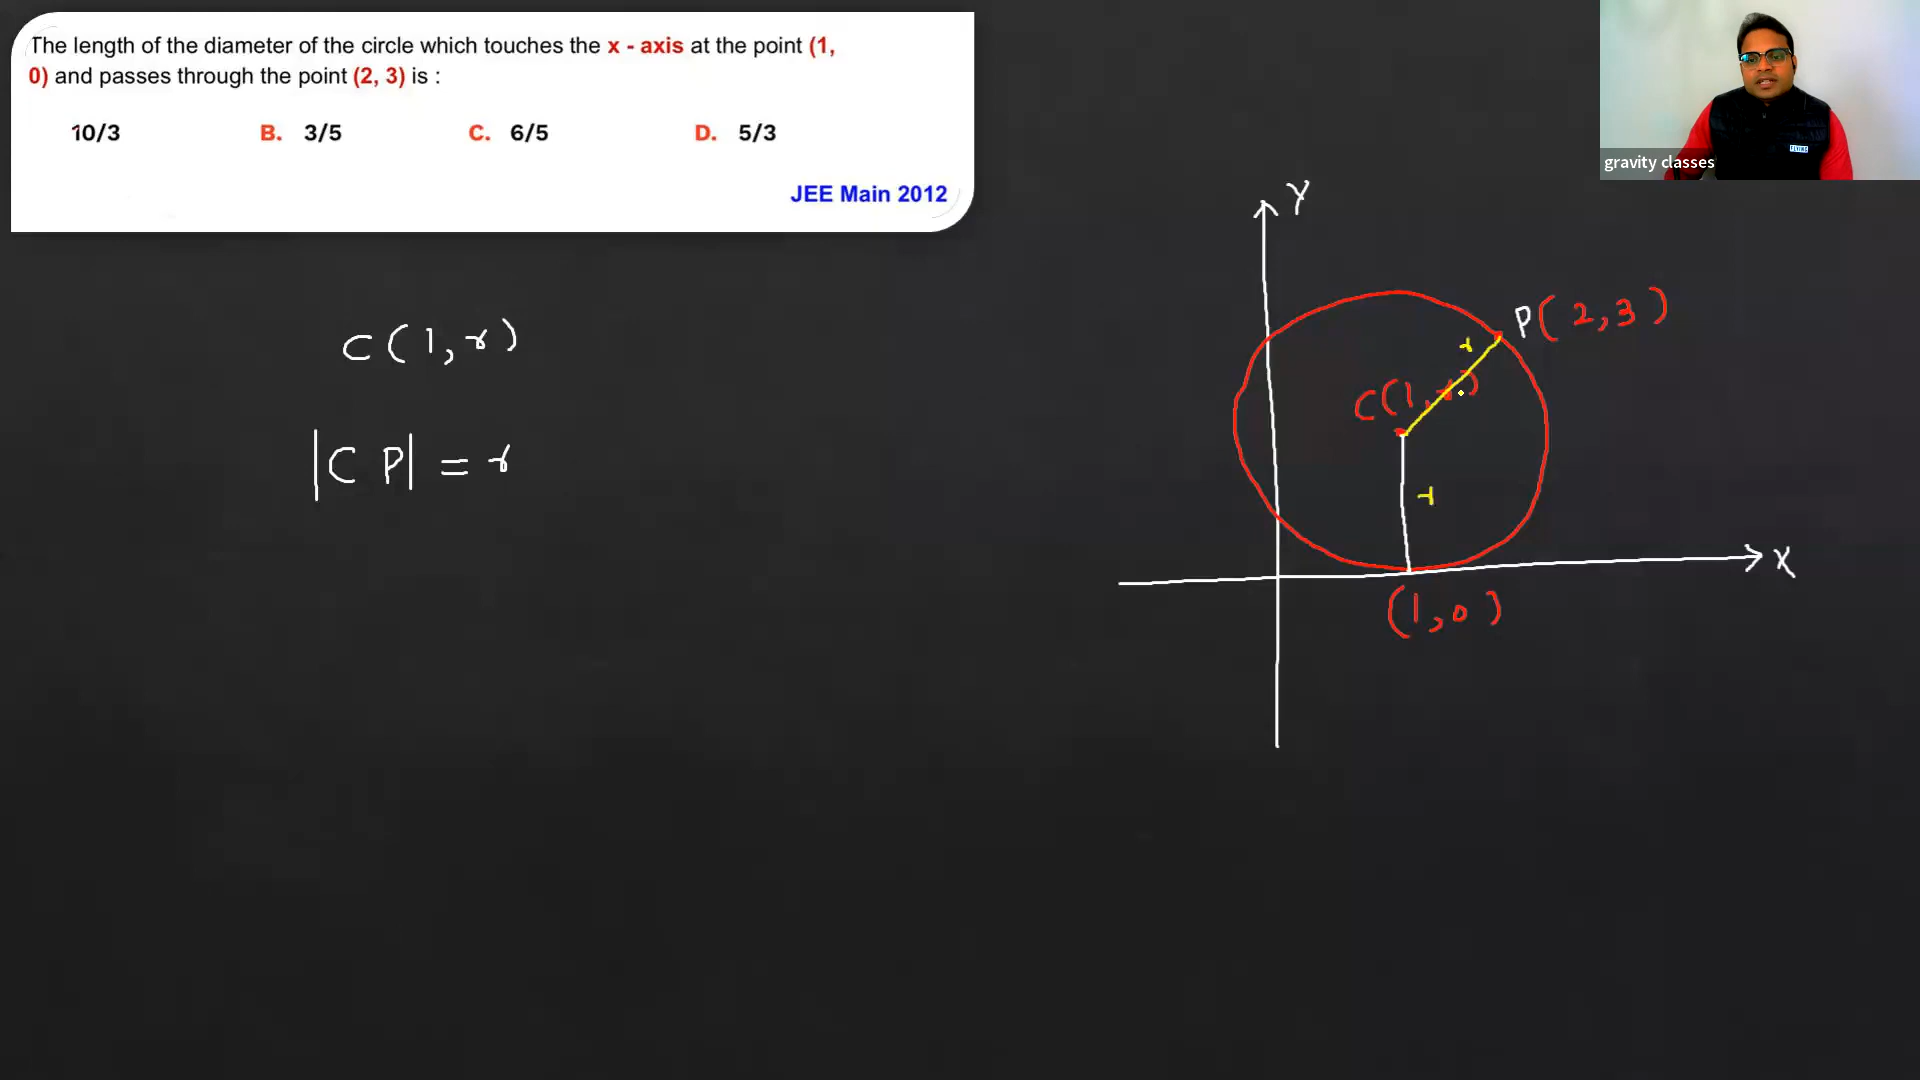 The length of the diameter of the circle which touches the x - axis at the point (1,
0) and passes through the point (2, 3) is :
10/3 B. 3/5 C. 6/5 D. 5/3
JEE Main 2012
gravity classes
Y
P(2,3)
r
C(1,r)
r
X
(1,0)
C(1,r)
|CP| = r